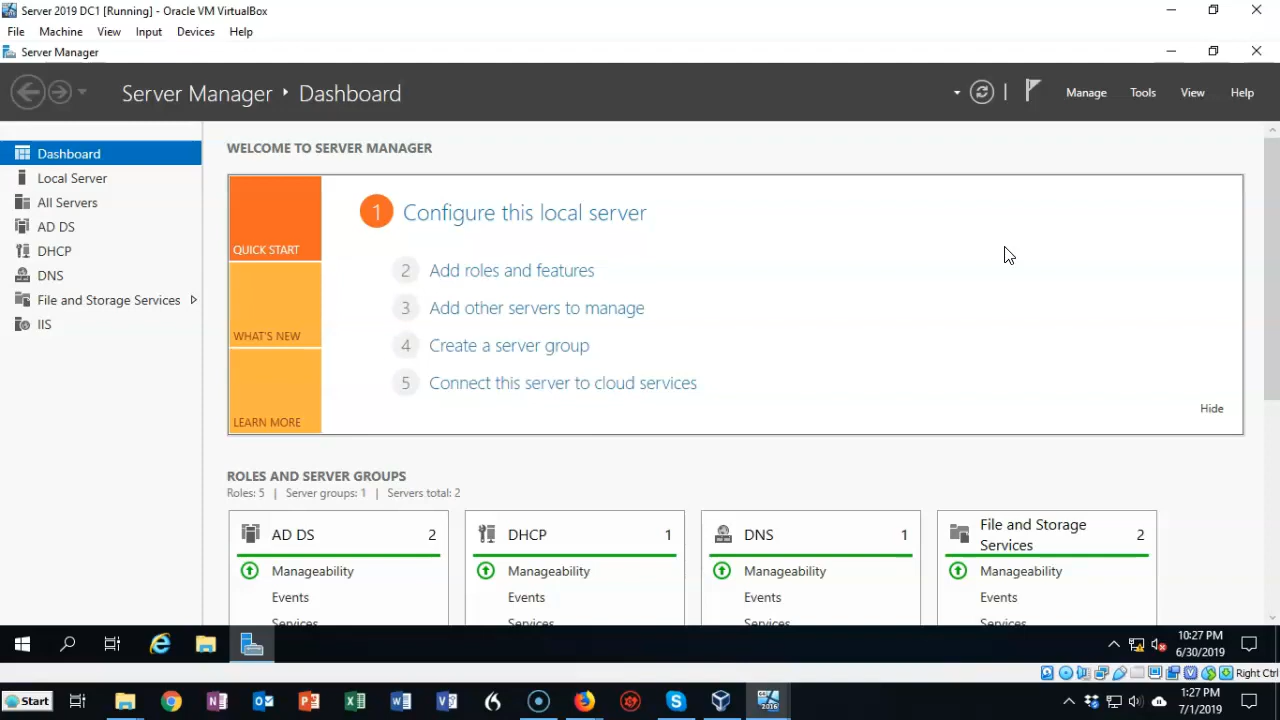 Server 2019 DC1 [Running] - Oracle VM VirtualBox
File Machine View Input Devices Help
Server Manager
Server Manager • Dashboard
Manage Tools View Help
Dashboard
Local Server
All Servers
AD DS
DHCP
DNS
File and Storage Services
IIS
WELCOME TO SERVER MANAGER
QUICK START
WHAT'S NEW
LEARN MORE
1 Configure this local server
2 Add roles and features
3 Add other servers to manage
4 Create a server group
5 Connect this server to cloud services
Hide
ROLES AND SERVER GROUPS
Roles: 5 | Server groups: 1 | Servers total: 2
AD DS 2
Manageability
Events
Services
DHCP 1
Manageability
Events
Services
DNS 1
Manageability
Events
Services
File and Storage
Services 2
Manageability
Events
Services
10:27 PM
6/30/2019
Right Ctrl
Start
1:27 PM
7/1/2019